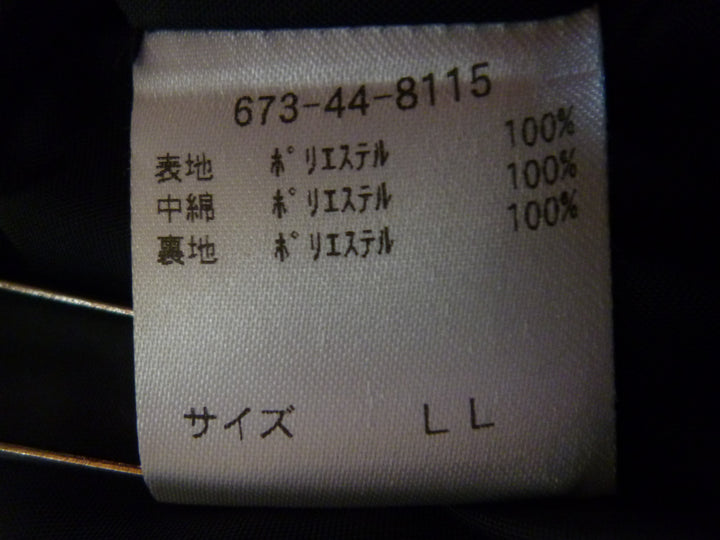 673-44-8115
表地 ﾎﾟﾘｴｽﾃﾙ 100%
中綿 ﾎﾟﾘｴｽﾃﾙ 100%
裏地 ﾎﾟﾘｴｽﾃﾙ 100%
サイズ LL